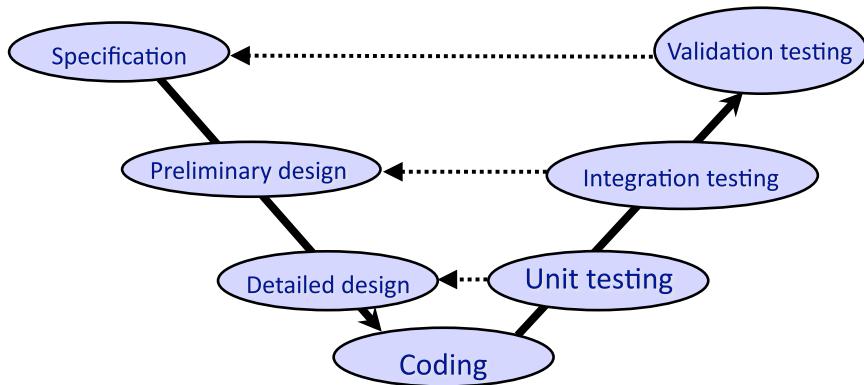 Specification
Validation testing
Preliminary design
Integration testing
Detailed design
Unit testing
Coding